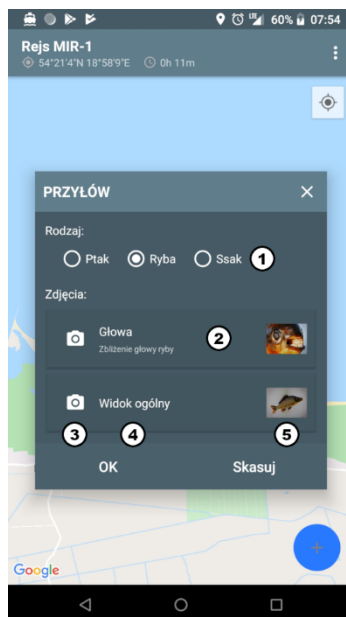 60% 07:54
Rejs MIR-1
54°21'4"N 18°58'9"E 0h 11m
PRZYŁÓW
Rodzaj:
Ptak Ryba Ssak 1
Zdjęcia:
Głowa
Zbliżenie głowy ryby
2
Widok ogólny
3 4 5
OK Skasuj
+
Google